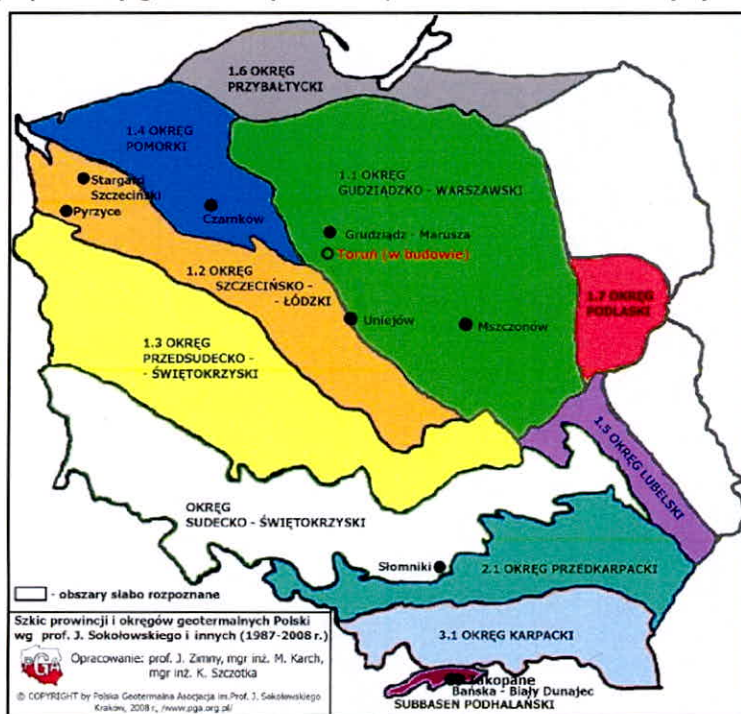 1.6 OKRĘG
PRZYBAŁTYCKI
1.4 OKRĘG
POMORKI
1.1 OKRĘG
GUDZIĄDZKO - WARSZAWSKI
Stargard
Szczeciński
Pyrzyce
Czarnków
Grudziądz - Marusza
Toruń (w budowie)
1.2 OKRĘG
SZCZECIŃSKO -
- ŁÓDZKI
1.7 OKRĘG
PODLASKI
Uniejów
Mszczonów
1.3 OKRĘG
PRZEDSUDECKO -
- ŚWIĘTOKRZYSKI
1.5 OKRĘG LUBELSKI
OKRĘG
SUDECKO - ŚWIĘTOKRZYSKI
Słomniki
2.1 OKRĘG PRZEDKARPACKI
- obszary słabo rozpoznane
3.1 OKRĘG KARPACKI
Szkic prowincji i okręgów geotermalnych Polski
wg prof. J. Sokołowskiego i innych (1987-2008 r.)
PGA
Opracowanie: prof. J. Zimny, mgr inż. M. Karch,
mgr inż. K. Szczotka
© COPYRIGHT by Polska Geotermalna Asocjacja im.Prof. J. Sokołowskiego
Krakow, 2008 r., /www.pga.org.pl/
Zakopane
Bańska - Biały Dunajec
SUBBASEN PODHALAŃSKI